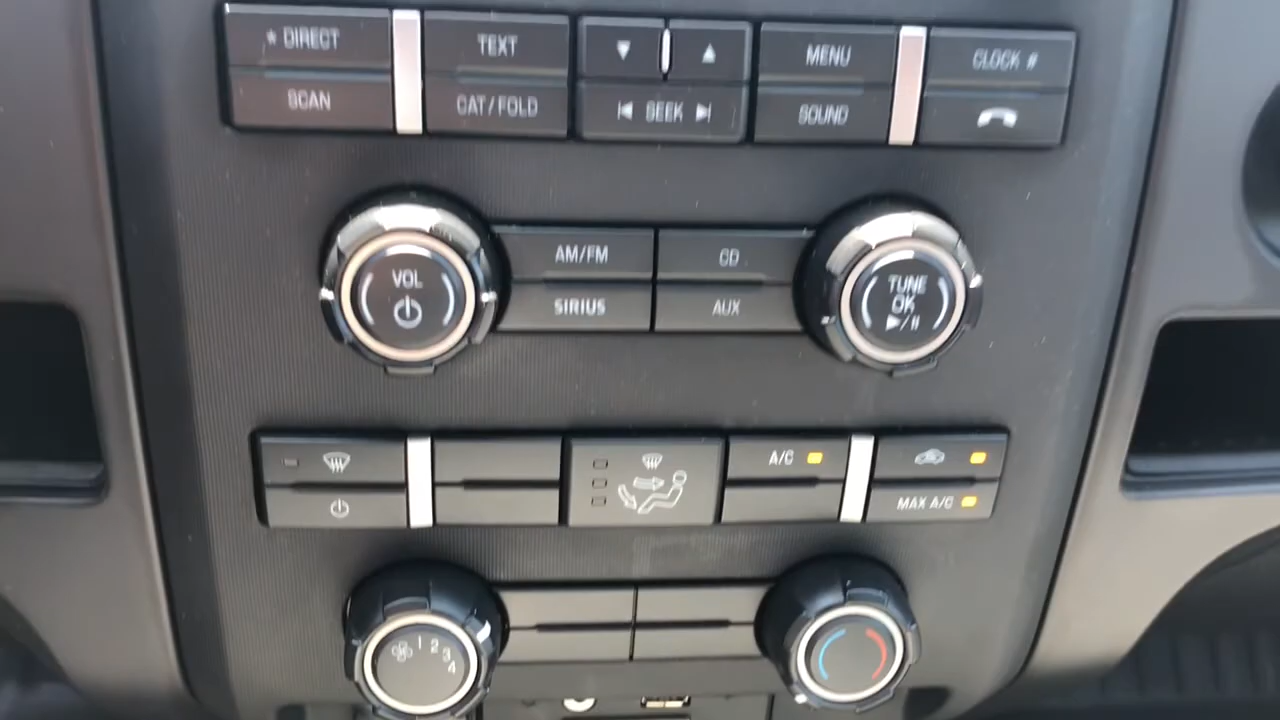 * DIRECT
TEXT
MENU
CLOCK #
SCAN
CAT/FOLD
SEEK
SOUND
VOL
AM/FM
CD
TUNE
OK
SIRIUS
AUX
A/C
MAX A/C
1 2 3 4